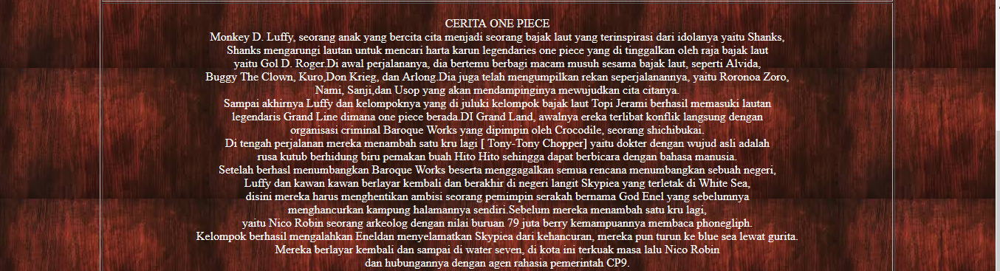 CERITA ONE PIECE
Monkey D. Luffy, seorang anak yang bercita cita menjadi seorang bajak laut yang terinspirasi dari idolanya yaitu Shanks,
Shanks mengarungi lautan untuk mencari harta karun legendaries one piece yang di tinggalkan oleh raja bajak laut
yaitu Gol D. Roger.Di awal perjalananya, dia bertemu berbagi macam musuh sesama bajak laut, seperti Alvida,
Buggy The Clown, Kuro,Don Krieg, dan Arlong.Dia juga telah mengumpilkan rekan seperjalanannya, yaitu Roronoa Zoro,
Nami, Sanji,dan Usop yang akan mendampinginya mewujudkan cita citanya.
Sampai akhirnya Luffy dan kelompoknya yang di juluki kelompok bajak laut Topi Jerami berhasil memasuki lautan
legendaris Grand Line dimana one piece berada.DI Grand Land, awalnya ereka terlibat konflik langsung dengan
organisasi criminal Baroque Works yang dipimpin oleh Crocodile, seorang shichibukai.
Di tengah perjalanan mereka menambah satu kru lagi [ Tony-Tony Chopper] yaitu dokter dengan wujud asli adalah
rusa kutub berhidung biru pemakan buah Hito Hito sehingga dapat berbicara dengan bahasa manusia.
Setelah berhasl menumbangkan Baroque Works beserta menggagalkan semua rencana menumbangkan sebuah negeri,
Luffy dan kawan kawan berlayar kembali dan berakhir di negeri langit Skypiea yang terletak di White Sea,
disini mereka harus menghentikan ambisi seorang pemimpin serakah bernama God Enel yang sebelumnya
menghancurkan kampung halamannya sendiri.Sebelum mereka menambah satu kru lagi,
yaitu Nico Robin seorang arkeolog dengan nilai buruan 79 juta berry kemampuannya membaca phonegliph.
Kelompok berhasil mengalahkan Eneldan menyelamatkan Skypiea dari kehancuran, mereka pun turun ke blue sea lewat gurita.
Mereka berlayar kembali dan sampai di water seven, di kota ini terkuak masa lalu Nico Robin
dan hubungannya dengan agen rahasia pemerintah CP9.